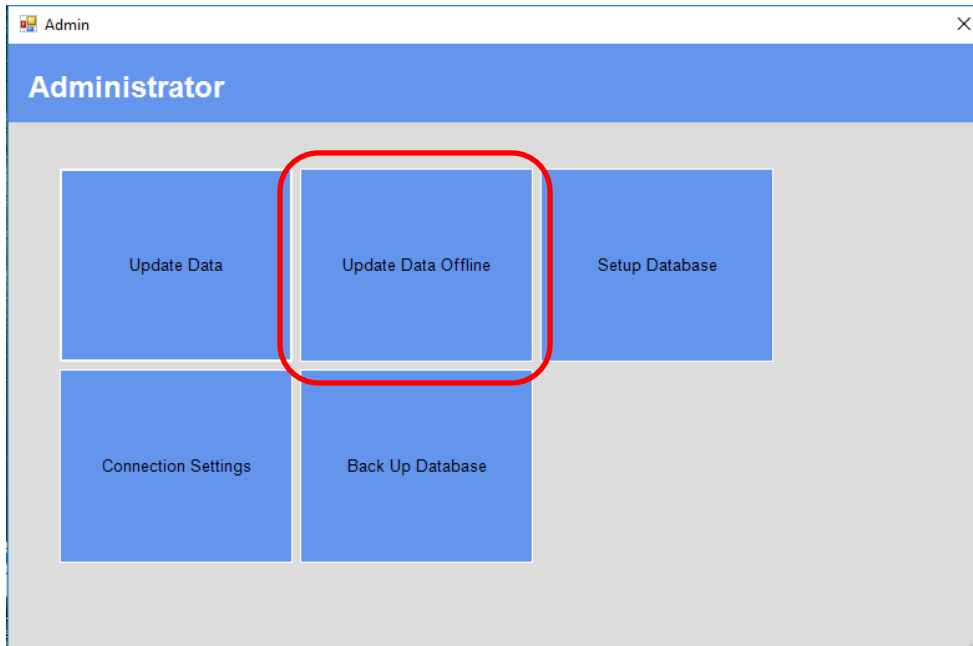 Admin
Administrator
Update Data
Update Data Offline
Setup Database
Connection Settings
Back Up Database